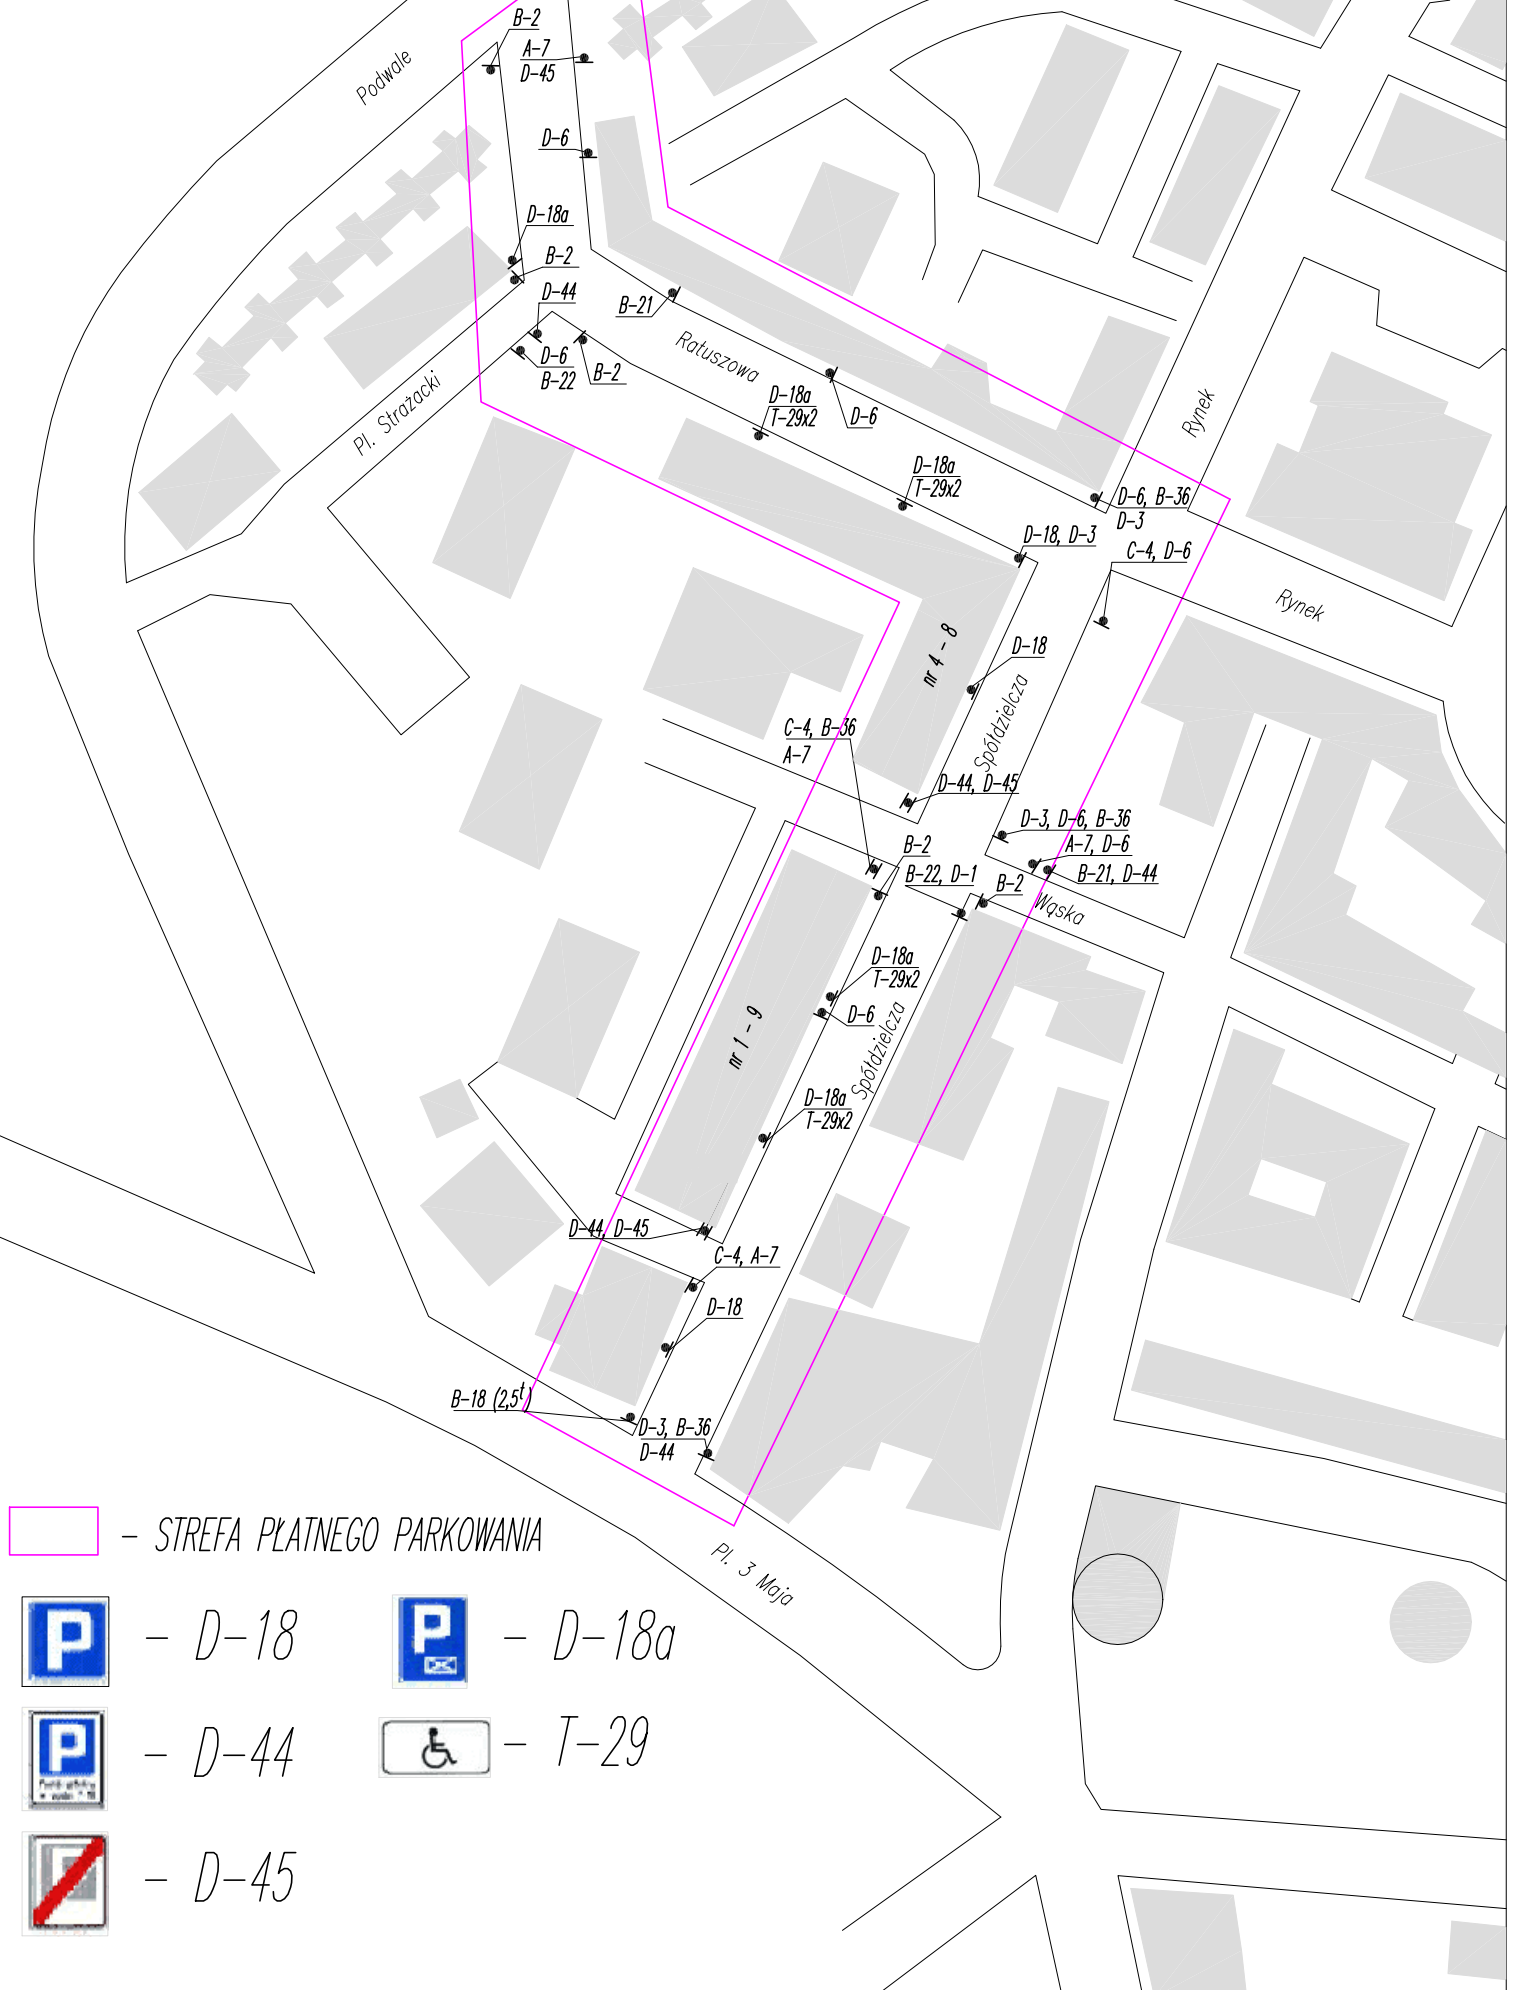 B-2
Podwale
A-7
D-45
D-6
D-18a
B-2
D-44
B-21
Ratuszowa
D-6
B-22
B-2
Pl. Strażacki
D-18a
T-29x2
D-6
Rynek
D-18a
T-29x2
D-6, B-36
D-3
D-18, D-3
C-4, D-6
Rynek
nr 4 - 8
D-18
Spółdzielcza
C-4, B-36
A-7
D-44, D-45
D-3, D-6, B-36
A-7, D-6
B-2
B-22, D-1
B-21, D-44
B-2
Wąska
D-18a
T-29x2
D-6
nr 1 - 9
Spółdzielcza
D-18a
T-29x2
D-44, D-45
C-4, A-7
D-18
B-18 (2,5t)
D-3, B-36
D-44
Pl. 3 Maja
- STREFA PŁATNEGO PARKOWANIA
P - D-18
P - D-18a
P - D-44
- T-29
- D-45